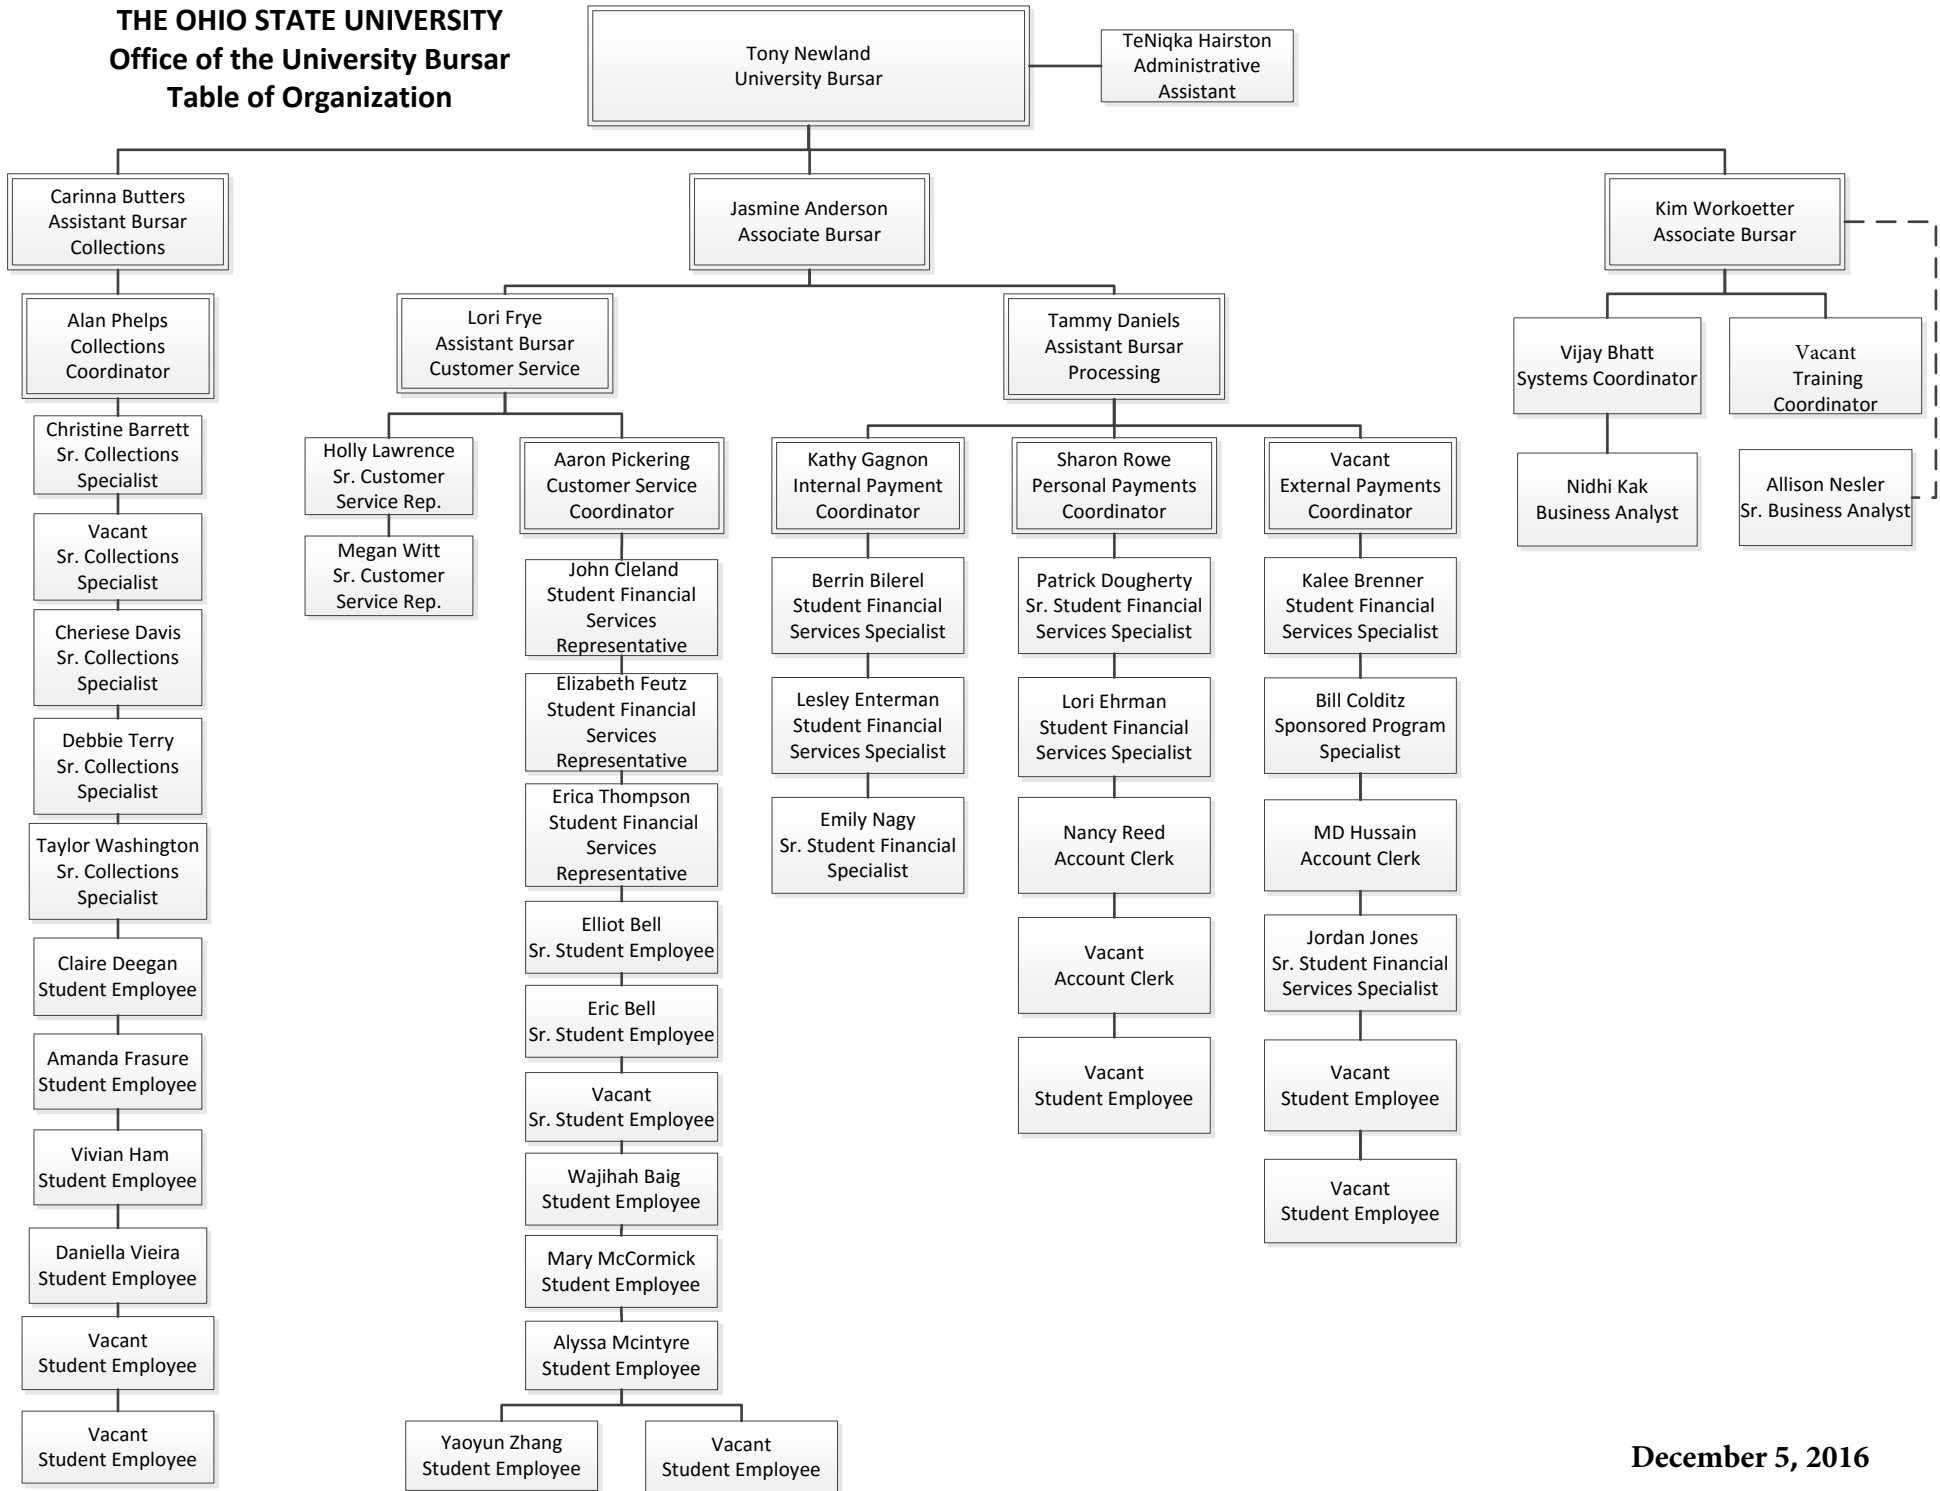 THE OHIO STATE UNIVERSITY
Office of the University Bursar
Table of Organization
Tony Newland
University Bursar
TeNiqka Hairston
Administrative
Assistant
Carinna Butters
Assistant Bursar
Collections
Jasmine Anderson
Associate Bursar
Kim Workoetter
Associate Bursar
Alan Phelps
Collections
Coordinator
Christine Barrett
Sr. Collections
Specialist
Vacant
Sr. Collections
Specialist
Cheriese Davis
Sr. Collections
Specialist
Debbie Terry
Sr. Collections
Specialist
Taylor Washington
Sr. Collections
Specialist
Claire Deegan
Student Employee
Amanda Frasure
Student Employee
Vivian Ham
Student Employee
Daniella Vieira
Student Employee
Vacant
Student Employee
Vacant
Student Employee
Lori Frye
Assistant Bursar
Customer Service
Holly Lawrence
Sr. Customer
Service Rep.
Megan Witt
Sr. Customer
Service Rep.
Aaron Pickering
Customer Service
Coordinator
John Cleland
Student Financial
Services
Representative
Elizabeth Feutz
Student Financial
Services
Representative
Erica Thompson
Student Financial
Services
Representative
Elliot Bell
Sr. Student Employee
Eric Bell
Sr. Student Employee
Vacant
Sr. Student Employee
Wajihah Baig
Student Employee
Mary McCormick
Student Employee
Alyssa Mcintyre
Student Employee
Yaoyun Zhang
Student Employee
Vacant
Student Employee
Tammy Daniels
Assistant Bursar
Processing
Kathy Gagnon
Internal Payment
Coordinator
Berrin Bilerel
Student Financial
Services Specialist
Lesley Enterman
Student Financial
Services Specialist
Emily Nagy
Sr. Student Financial
Specialist
Sharon Rowe
Personal Payments
Coordinator
Patrick Dougherty
Sr. Student Financial
Services Specialist
Lori Ehrman
Student Financial
Services Specialist
Nancy Reed
Account Clerk
Vacant
Account Clerk
Vacant
Student Employee
Vacant
External Payments
Coordinator
Kalee Brenner
Student Financial
Services Specialist
Bill Colditz
Sponsored Program
Specialist
MD Hussain
Account Clerk
Jordan Jones
Sr. Student Financial
Services Specialist
Vacant
Student Employee
Vacant
Student Employee
Vijay Bhatt
Systems Coordinator
Nidhi Kak
Business Analyst
Vacant
Training
Coordinator
Allison Nesler
Sr. Business Analyst
December 5, 2016